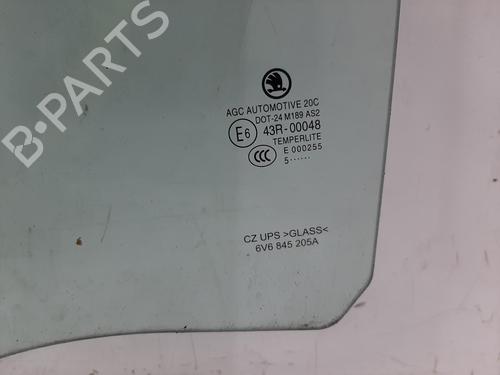 B-PARTS
AGC AUTOMOTIVE 20C
DOT-24 M189 AS2
E6 43R-00048
TEMPERLITE
CCC E 000255
5······
CZ UPS >GLASS<
6V6 845 205A